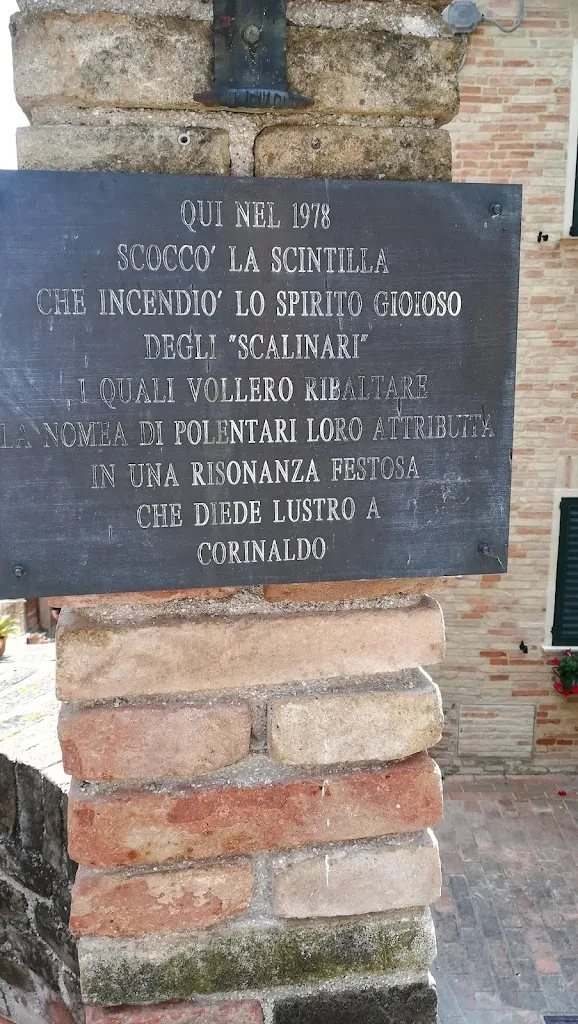 QUI NEL 1978
SCOCCO' LA SCINTILLA
CHE INCENDIO' LO SPIRITO GIOIOSO
DEGLI "SCALINARI"
I QUALI VOLLERO RIBALTARE
LA NOMEA DI POLENTARI LORO ATTRIBUITA
IN UNA RISONANZA FESTOSA
CHE DIEDE LUSTRO A
CORINALDO